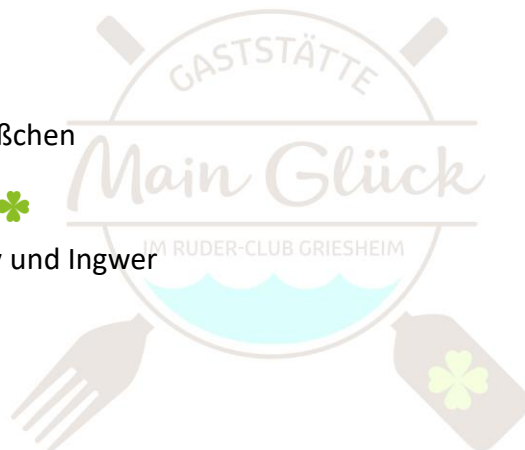 GASTSTÄTTE
ßchen
Main Glück
IM RUDER-CLUB GRIESHEIM
und Ingwer